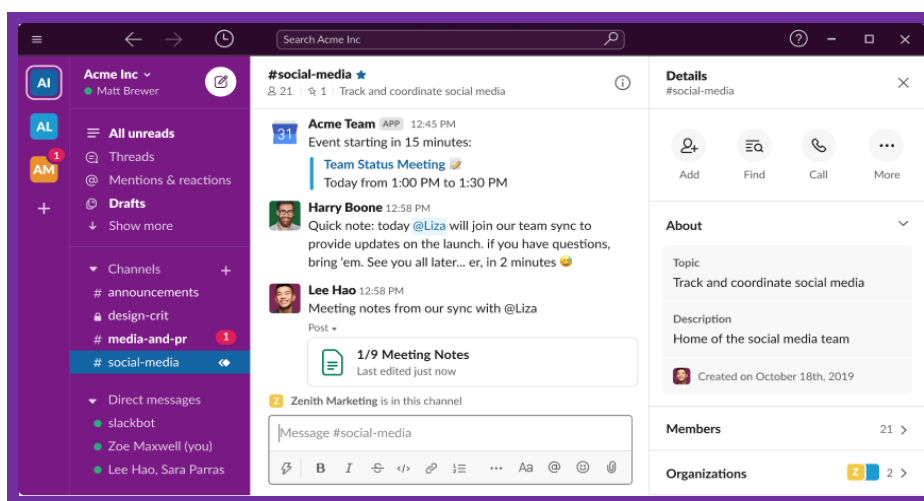 Search Acme Inc
AI
AL
AM
1
Acme Inc
Matt Brewer
All unreads
Threads
Mentions & reactions
Drafts
Show more
Channels
# announcements
design-crit
# media-and-pr 1
# social-media
Direct messages
slackbot
Zoe Maxwell (you)
Lee Hao, Sara Parras
#social-media
21 | 1 | Track and coordinate social media
31
Acme Team APP 12:45 PM
Event starting in 15 minutes:
Team Status Meeting
Today from 1:00 PM to 1:30 PM
Harry Boone 12:58 PM
Quick note: today @Liza will join our team sync to
provide updates on the launch. if you have questions,
bring 'em. See you all later... er, in 2 minutes
Lee Hao 12:58 PM
Meeting notes from our sync with @Liza
Post
1/9 Meeting Notes
Last edited just now
Z Zenith Marketing is in this channel
Message #social-media
B I S </> ... Aa @
Details
#social-media
Add Find Call More
About
Topic
Track and coordinate social media
Description
Home of the social media team
Created on October 18th, 2019
Members 21
Organizations Z 2